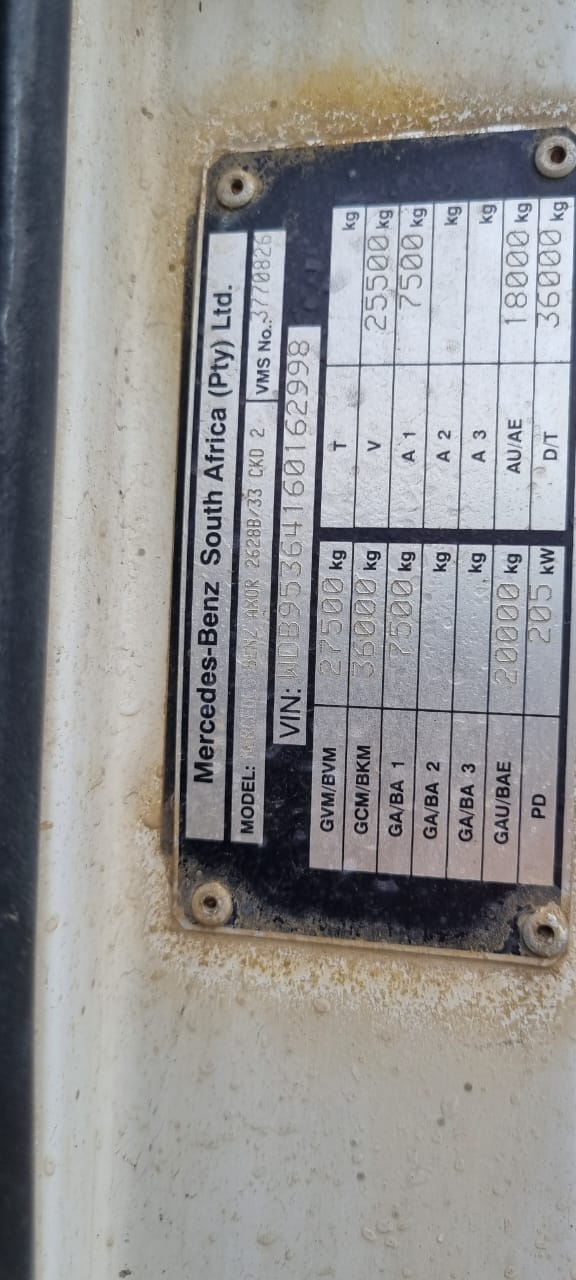 Mercedes-Benz South Africa (Pty) Ltd.
MODEL: MERCEDES-BENZ AXOR 2628B/33 CKD 2 VMS No.: 3770826
VIN: WDB95364160162998
GVM/BVM 27500 kg T kg
GCM/BKM 36000 kg V 25500 kg
GA/BA 1 7500 kg A 1 7500 kg
GA/BA 2 kg A 2 kg
GA/BA 3 kg A 3 kg
GAU/BAE 20000 kg AU/AE 18000 kg
PD 205 kW D/T 36000 kg